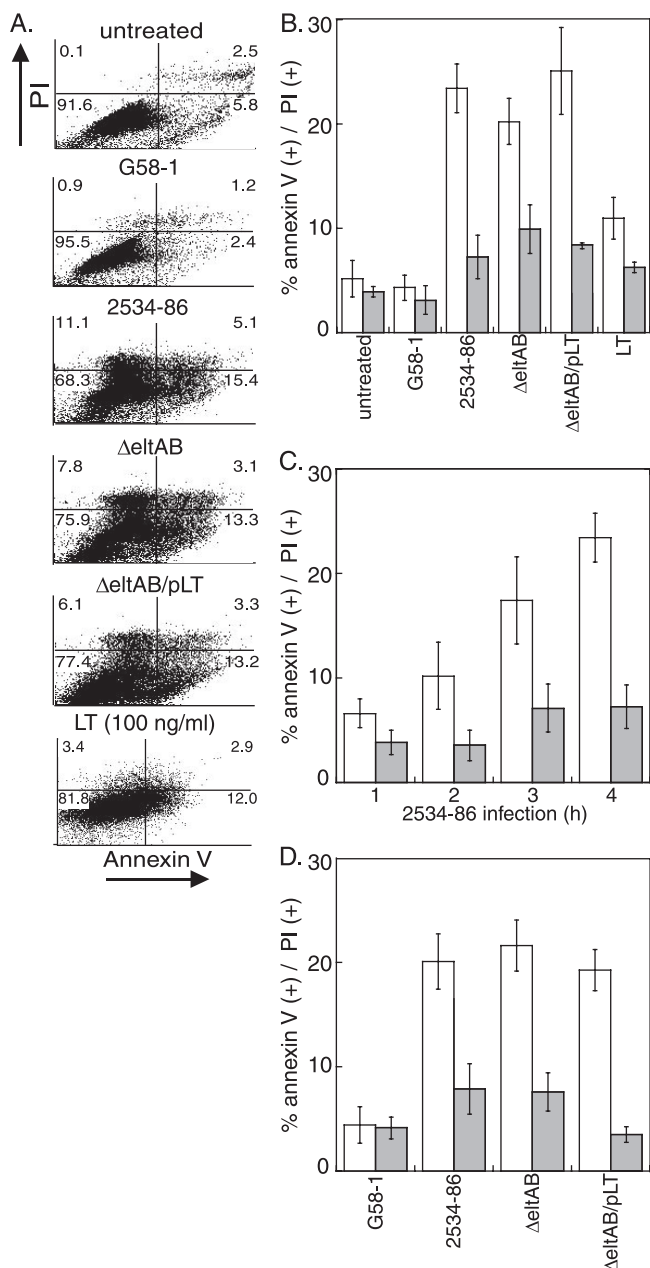 A.
untreated
0.1 2.5
PI
91.6 5.8
G58-1
0.9 1.2
95.5 2.4
2534-86
11.1 5.1
68.3 15.4
ΔeltAB
7.8 3.1
75.9 13.3
ΔeltAB/pLT
6.1 3.3
77.4 13.2
LT (100 ng/ml)
3.4 2.9
81.8 12.0
Annexin V
B.
30
20
10
0
% annexin V (+) / PI (+)
untreated
G58-1
2534-86
ΔeltAB
ΔeltAB/pLT
LT
C.
30
20
10
0
% annexin V (+) / PI (+)
1 2 3 4
2534-86 infection (h)
D.
30
20
10
0
% annexin V (+) / PI (+)
G58-1
2534-86
ΔeltAB
ΔeltAB/pLT